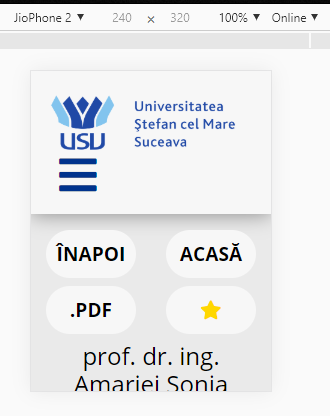 JioPhone 2 ▼ 240 × 320 100% ▼ Online ▼
Universitatea
Ștefan cel Mare
Suceava
USV
ÎNAPOI
ACASĂ
.PDF
prof. dr. ing.
Amariei Sonia